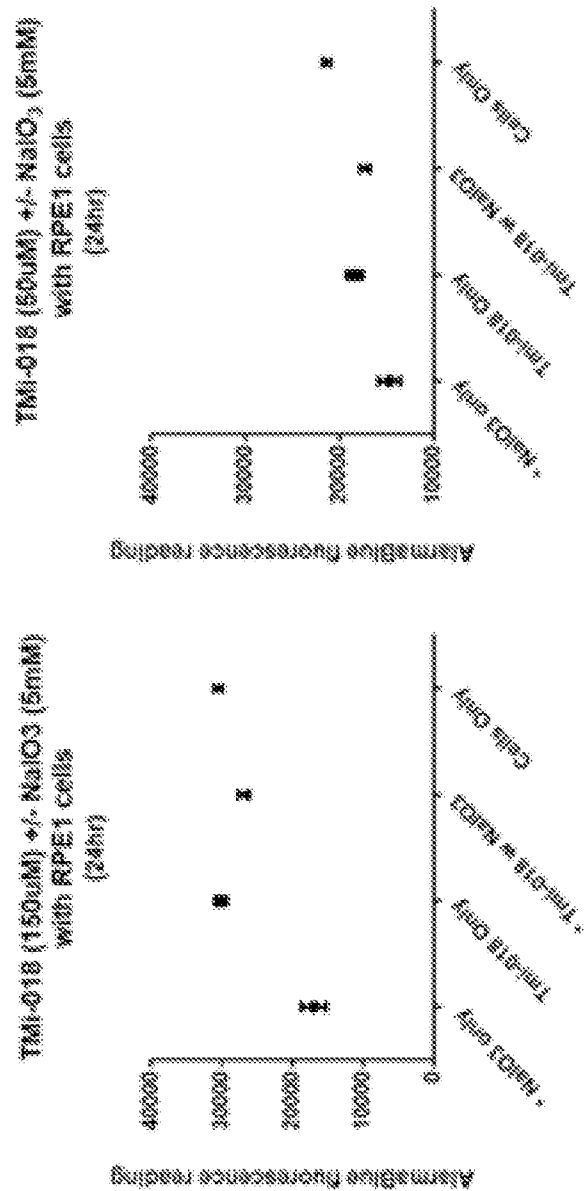 TMI-018 (150uM) +/- NaIO3 (5mM)
with RPE1 cells
(24hr)
AlarmaBlue fluorescence reading
40000
30000
20000
10000
0
* NaIO3 only
Tmi-018 Only
* Tmi-018 w NaIO3
Cells Only
TMI-018 (50uM) +/- NaIO₃ (5mM)
with RPE1 cells
(24hr)
AlarmaBlue fluorescence reading
40000
30000
20000
10000
* NaIO3 only
Tmi-018 Only
Tmi-018 w NaIO3
Cells Only